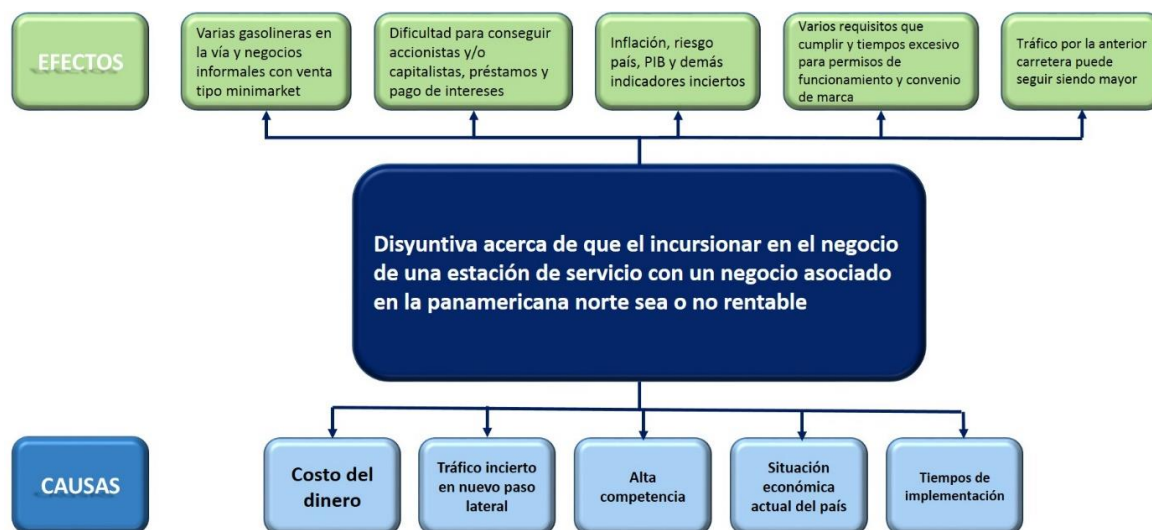 EFECTOS
Varias gasolineras en
la vía y negocios
informales con venta
tipo minimarket
Dificultad para conseguir
accionistas y/o
capitalistas, préstamos y
pago de intereses
Inflación, riesgo
país, PIB y demás
indicadores inciertos
Varios requisitos que
cumplir y tiempos excesivo
para permisos de
funcionamiento y convenio
de marca
Tráfico por la anterior
carretera puede
seguir siendo mayor
Disyuntiva acerca de que el incursionar en el negocio
de una estación de servicio con un negocio asociado
en la panamericana norte sea o no rentable
CAUSAS
Costo del
dinero
Tráfico incierto
en nuevo paso
lateral
Alta
competencia
Situación
económica
actual del país
Tiempos de
implementación